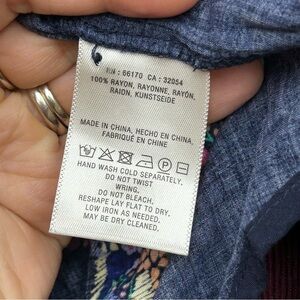 RN : 66170 CA : 32054
100% RAYON, RAYONNE, RAYÓN,
RAION, KUNSTSEIDE
MADE IN CHINA, HECHO EN CHINA,
FABRIQUÉ EN CHINE
HAND WASH COLD SEPARATELY.
DO NOT TWIST
WRING.
DO NOT BLEACH.
RESHAPE LAY FLAT TO DRY.
LOW IRON AS NEEDED.
MAY BE DRY CLEANED.